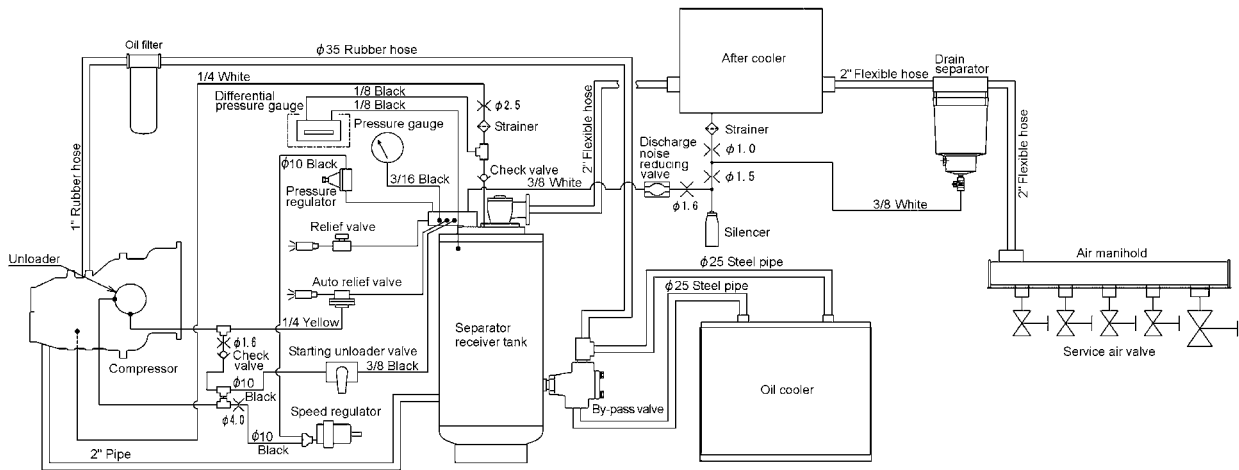 Oil filter
ϕ35 Rubber hose
1/4 White
1/8 Black
Differential
pressure gauge
1/8 Black
Pressure gauge
ϕ2.5
Strainer
ϕ10 Black
Pressure
regulator
3/16 Black
Check valve
3/8 White
2" Flexible hose
After cooler
2" Flexible hose
Drain
separator
Strainer
ϕ1.0
Discharge
noise
reducing
valve
ϕ1.5
ϕ1.6
3/8 White
Silencer
2" Flexible hose
1" Rubber hose
Relief valve
Unloader
Auto relief valve
1/4 Yellow
ϕ1.6
Check
valve
Compressor
Starting unloader valve
3/8 Black
ϕ10
Black
ϕ4.0
Speed regulator
ϕ10
Black
2" Pipe
Separator
receiver tank
ϕ25 Steel pipe
ϕ25 Steel pipe
By-pass valve
Oil cooler
Air manihold
Service air valve